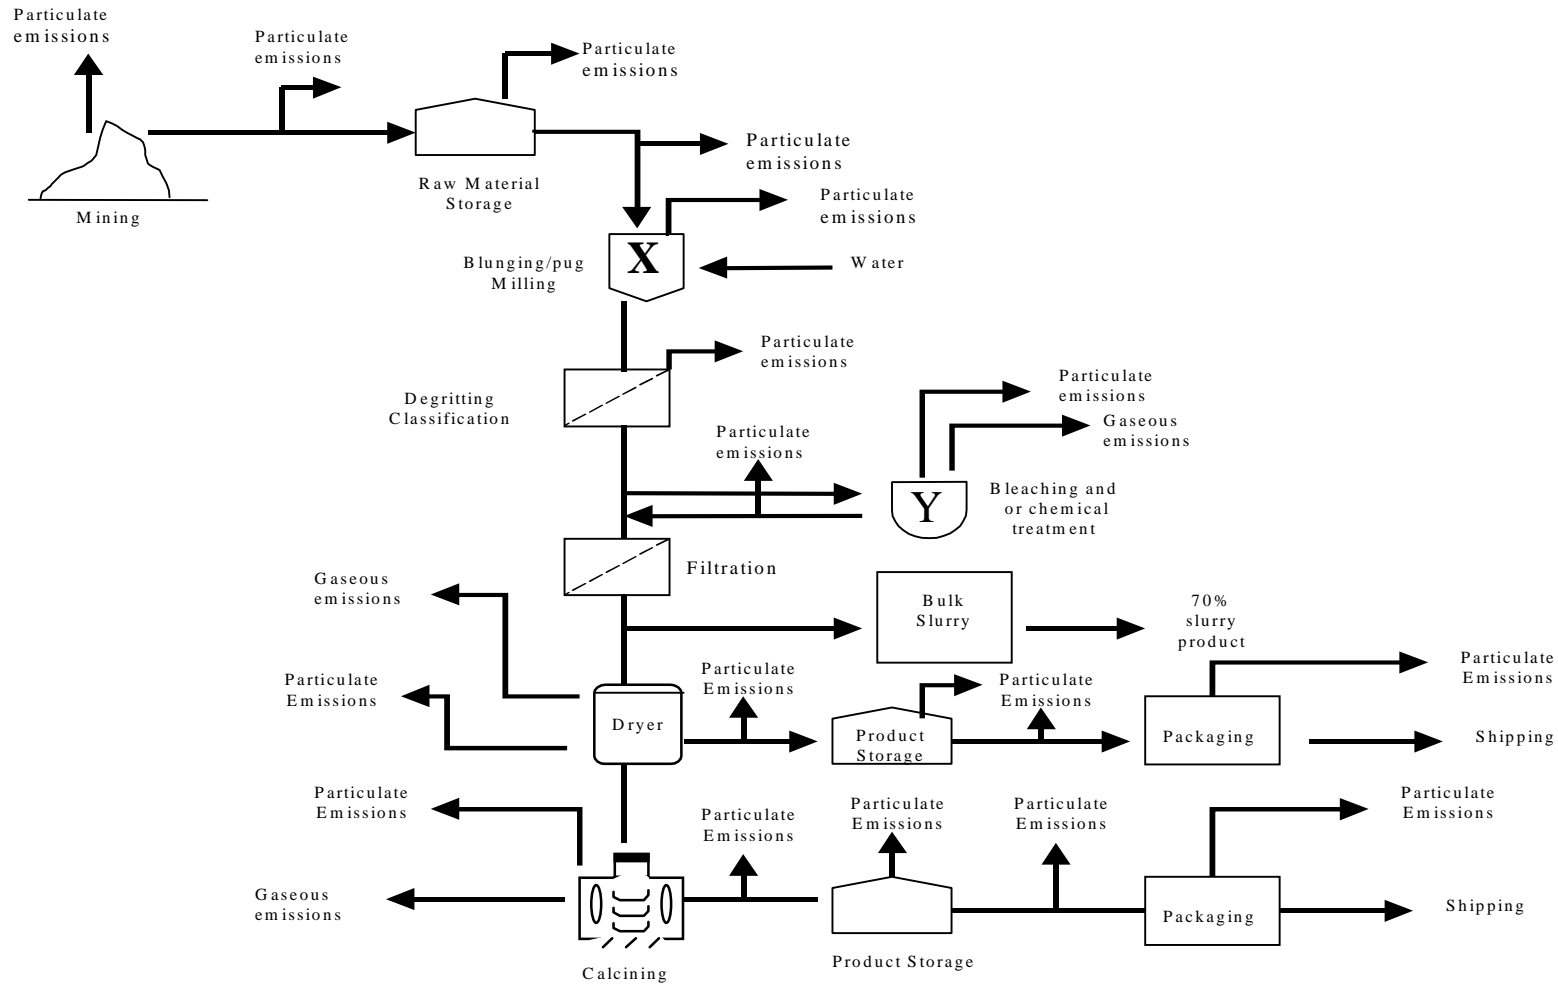 Particulate
emissions
Particulate
emissions
Particulate
emissions
Particulate
emissions
Raw Material
Storage
Mining
Particulate
emissions
X
Blunging/pug
Milling
Water
Particulate
emissions
Degritting
Classification
Particulate
emissions
Gaseous
emissions
Particulate
emissions
Y
Bleaching and
or chemical
treatment
Filtration
Gaseous
emissions
Bulk
Slurry
70%
slurry
product
Particulate
Emissions
Particulate
Emissions
Particulate
Emissions
Particulate
Emissions
Dryer
Product
Storage
Packaging
Shipping
Particulate
Emissions
Particulate
Emissions
Particulate
Emissions
Particulate
Emissions
Particulate
Emissions
Gaseous
emissions
Packaging
Shipping
Calcining
Product Storage